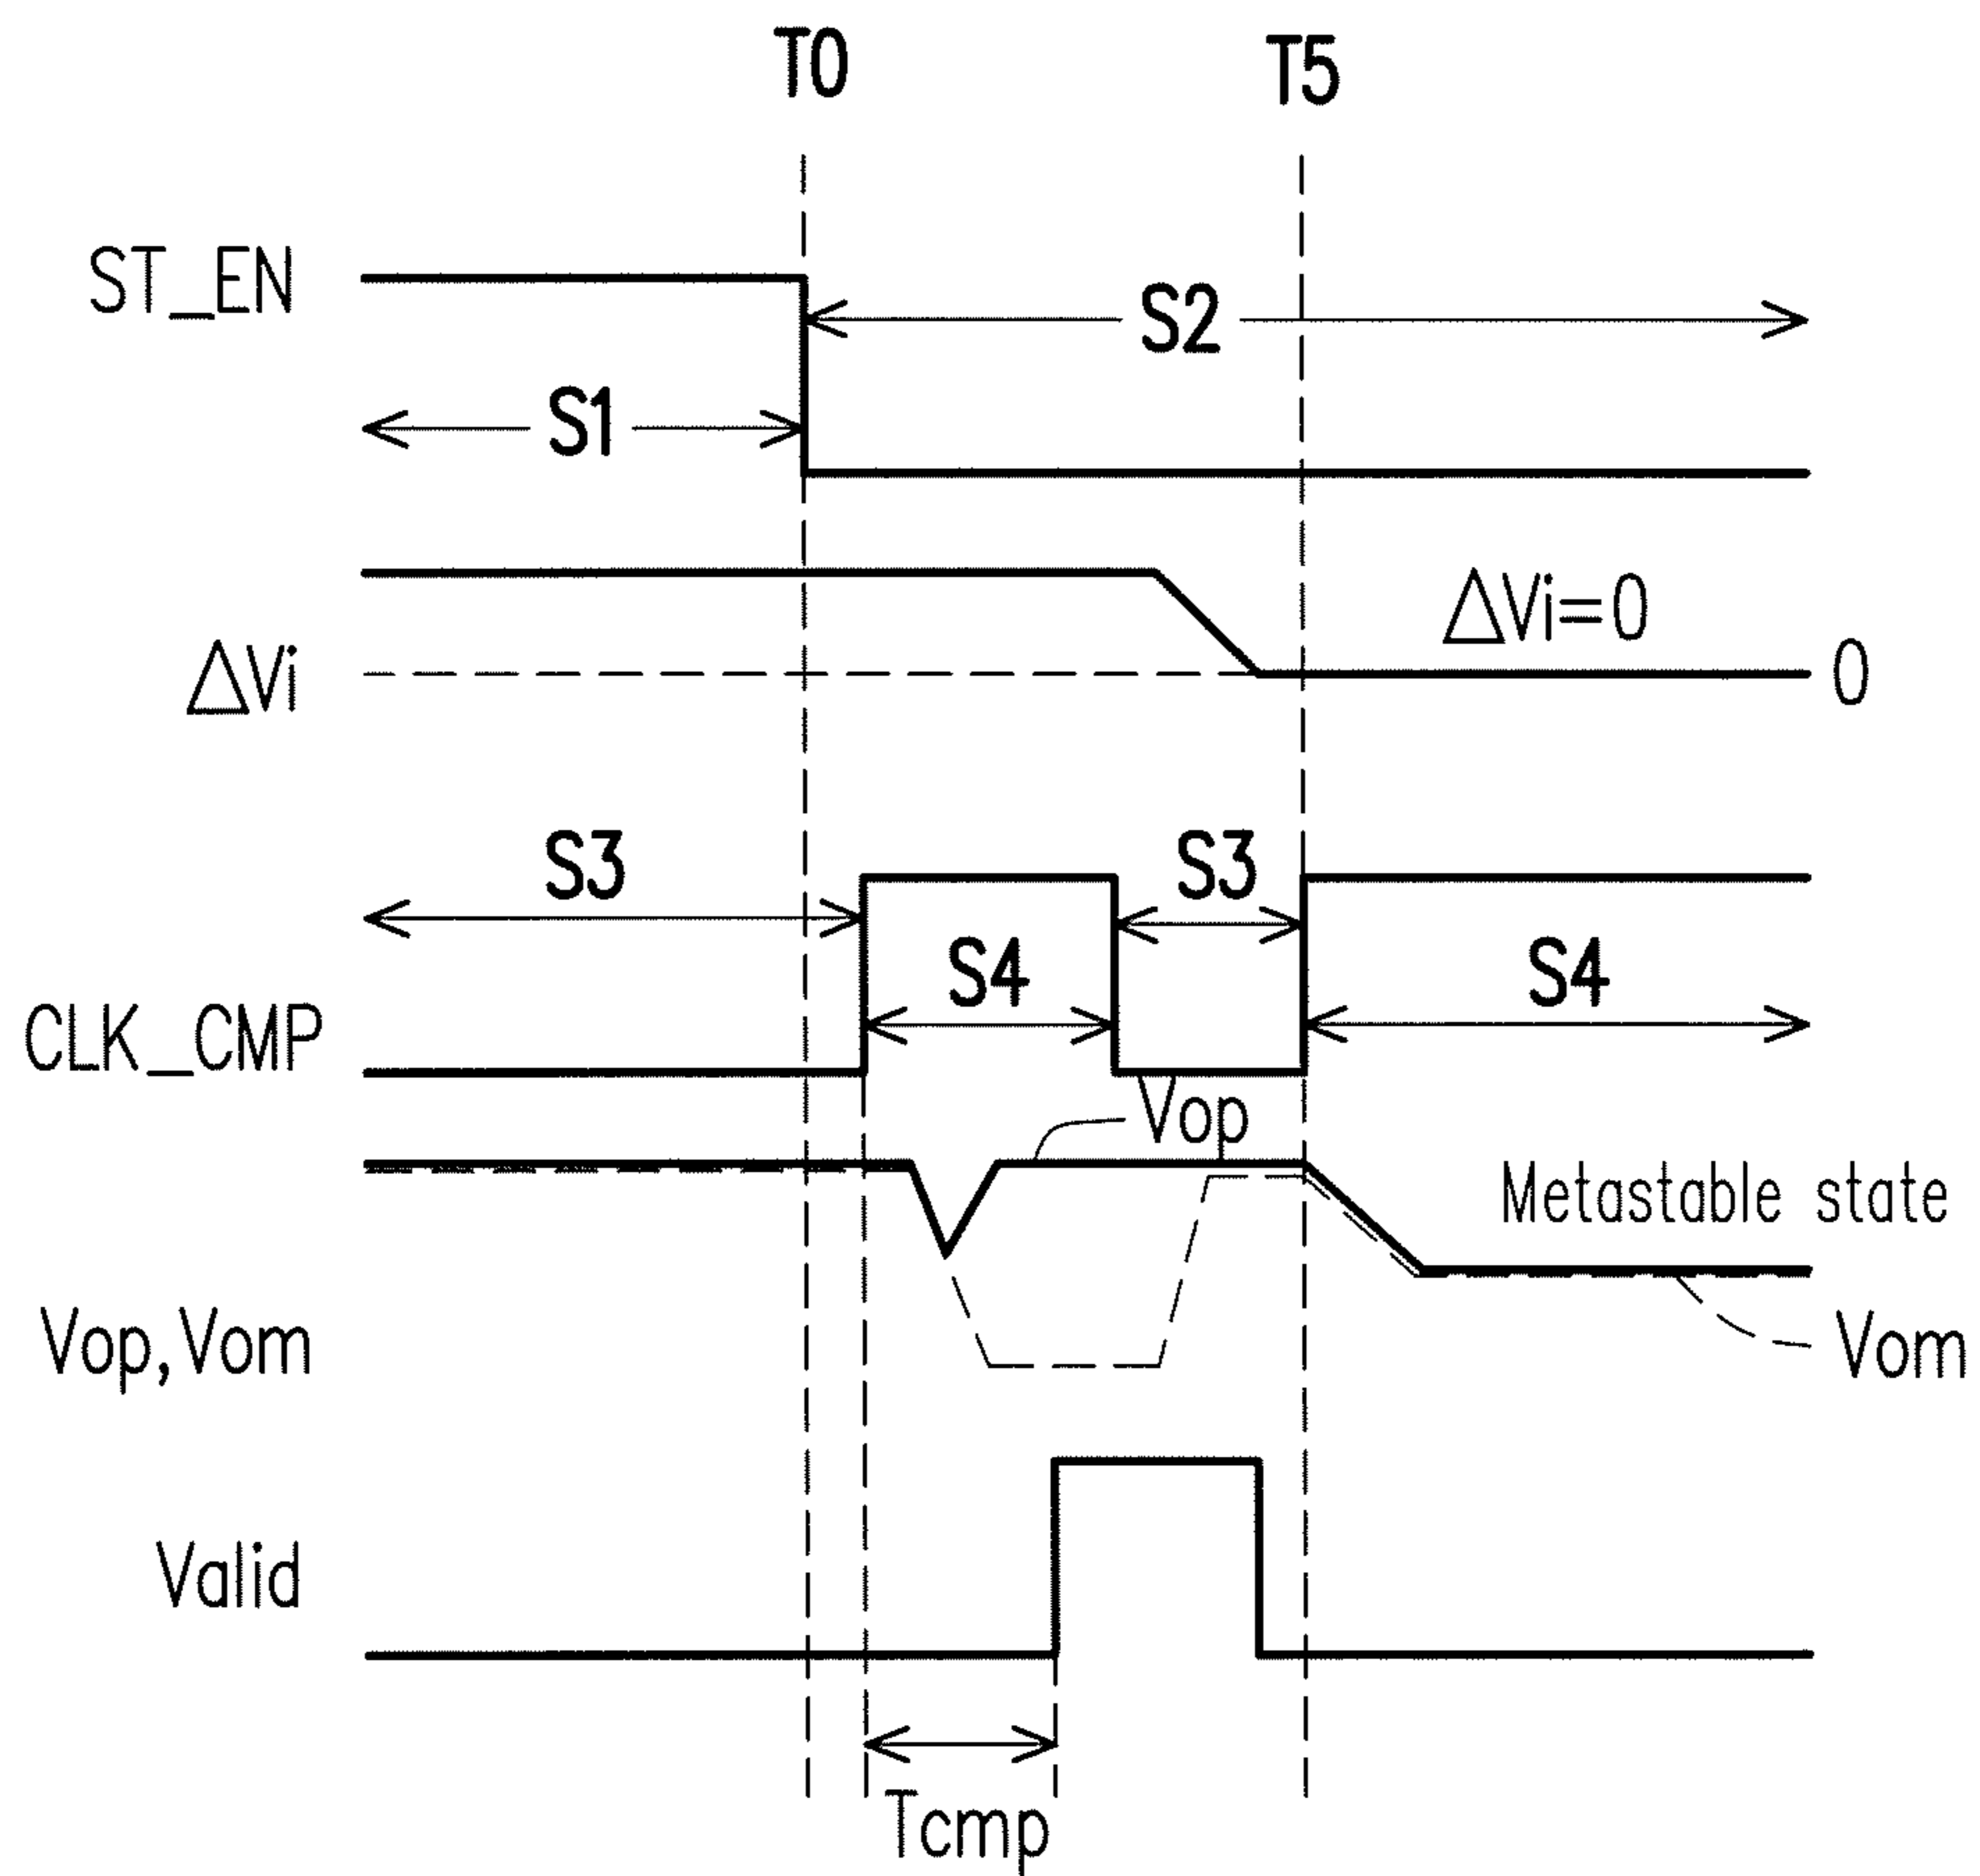 T0 T5
ST_EN
S2
S1
ΔVi=0
ΔVi
0
S3 S3
S4 S4
CLK_CMP
Vop
Metastable state
Vop,Vom
Vom
Valid
Tcmp